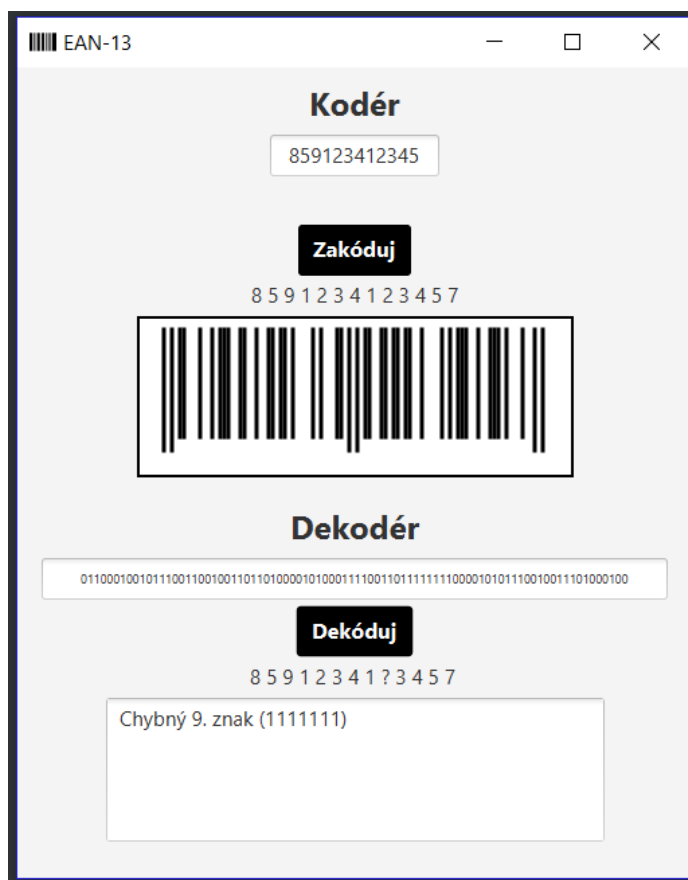 EAN-13
Kodér
859123412345
Zakóduj
8 5 9 1 2 3 4 1 2 3 4 5 7
Dekodér
011000100101110011001001101101000010100011110011011111111000010101110010011101000100
Dekóduj
8 5 9 1 2 3 4 1 ? 3 4 5 7
Chybný 9. znak (1111111)